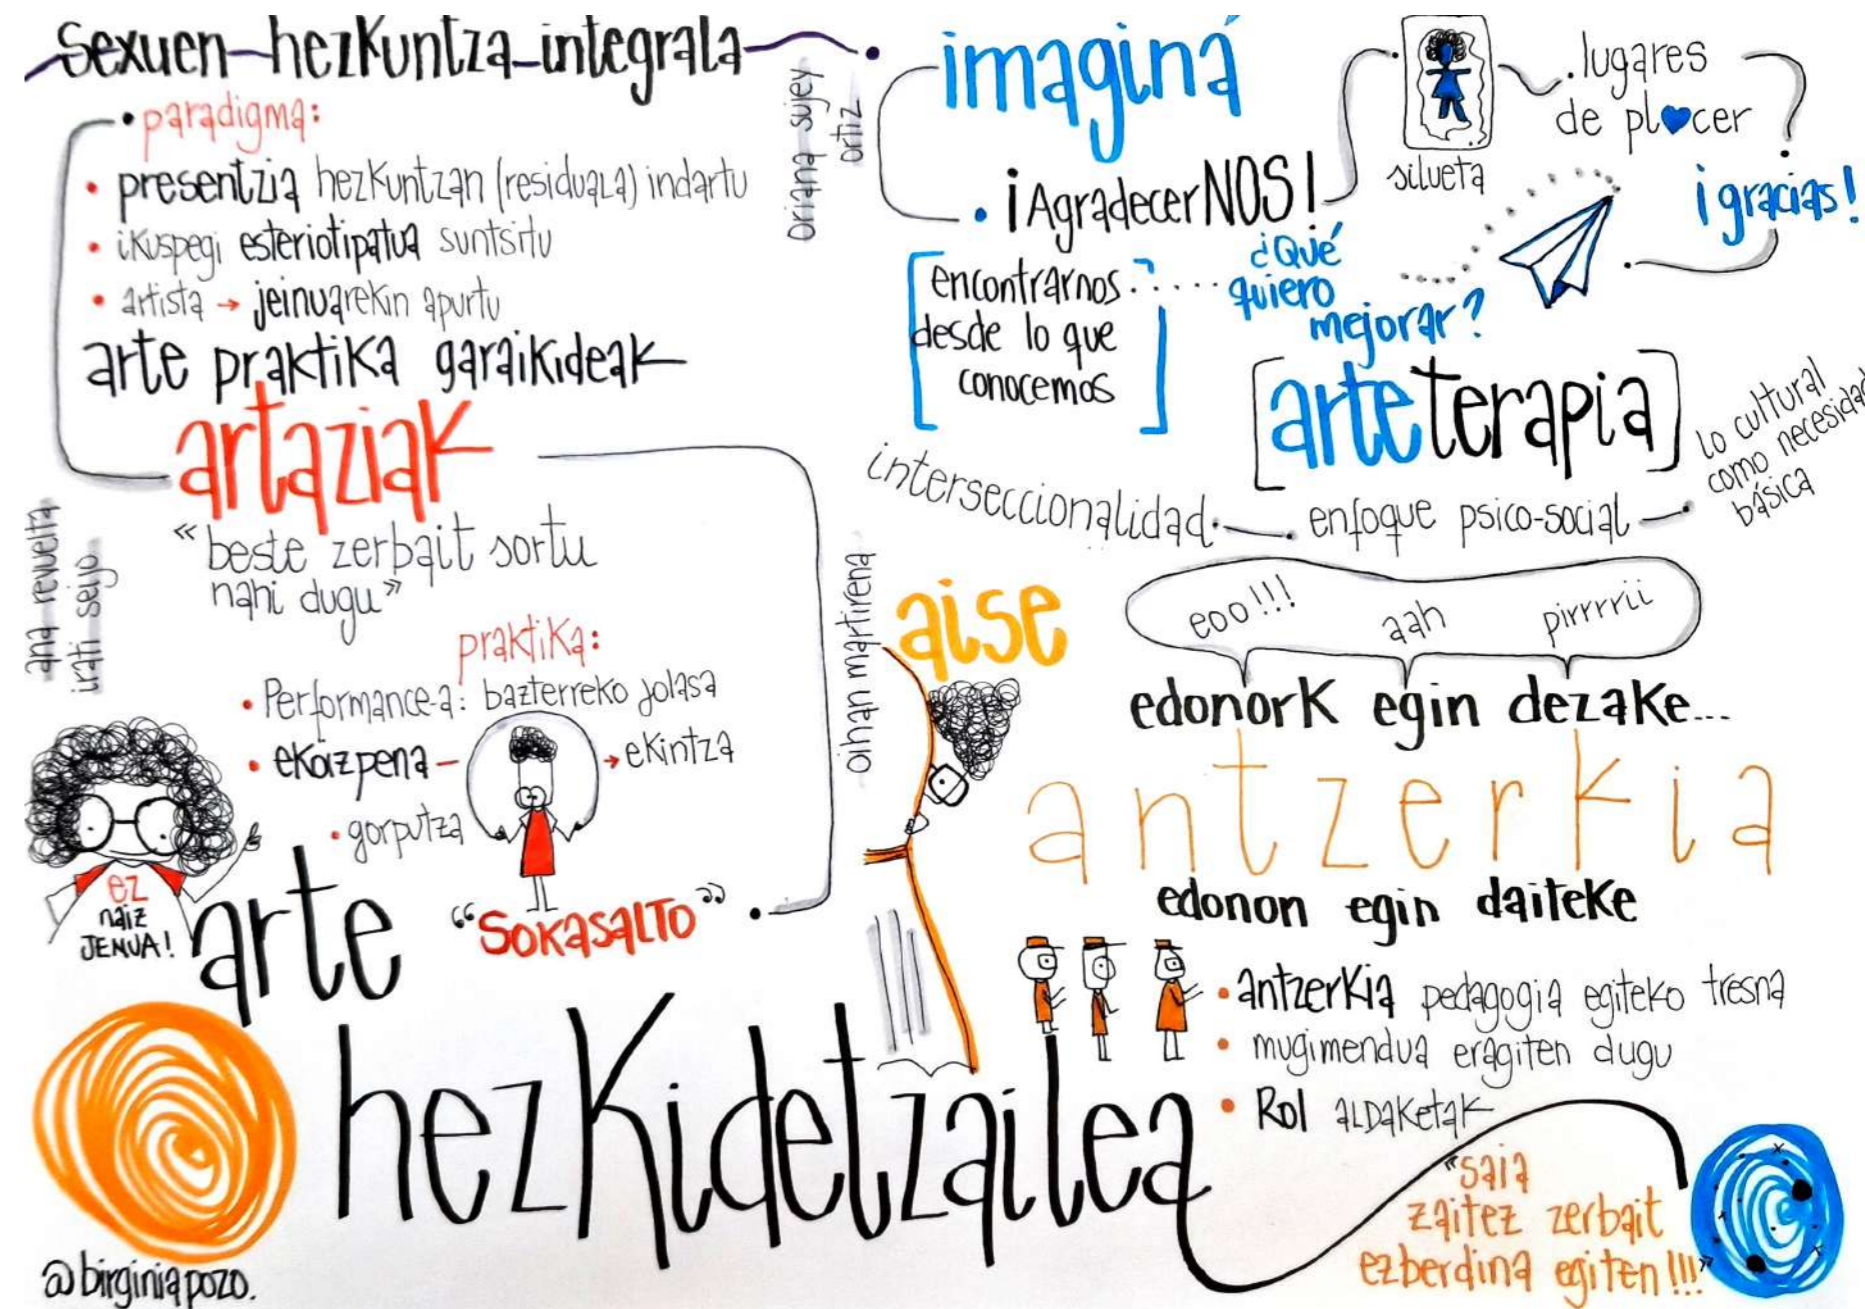 Sexuen hezkuntza integrala
• paradigma:
• presentzia hezkuntzan (residuala) indartu
• ikuspegi esteriotipatua suntsitu
• artista → jeinuarekin apurtu
arte praktika garaikideak
artaziak
ana revuelta
irati seijo
«beste zerbait sortu
nahi dugu»
praktika:
• Performance-a: bazterreko jolasa
• ekoizpena – → ekintza
• gorputza
“SOKASALTO”
ez
naiz
JENUA!
oriana sujey
ortiz
imaginá
• ¡AgradecerNOS!
silueta
. lugares
de placer
¡gracias!
encontrarnos
desde lo que
conocemos
¿Qué
quiero
mejorar?
[arteterapia]
interseccionalidad
enfoque psico-social
lo cultural
como necesidad
básica
oihan martirena
aise
eoo!!! aah pirrrrii
edonork egin dezake...
antzerkia
edonon egin daiteke
• antzerkia pedagogia egiteko tresna
• mugimendua eragiten dugu
• Rol aldaketak
arte
hezkidetzailea
“saia
zaitez zerbait
ezberdina egiten!!!”
@birginiapozo.